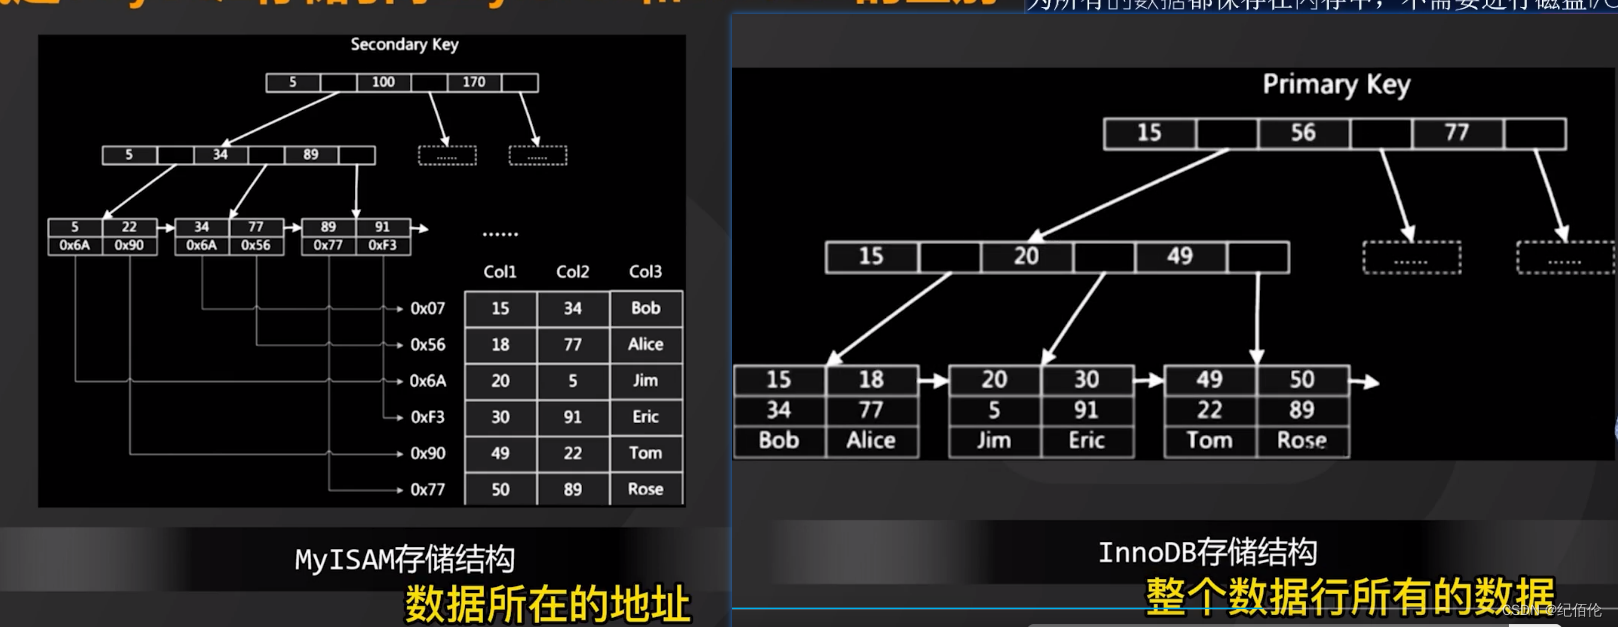 Secondary Key
5 100 170
5 34 89
...... ......
5 22 34 77 89 91
0x6A 0x90 0x6A 0x56 0x77 0xF3
......
Col1 Col2 Col3
0x07 15 34 Bob
0x56 18 77 Alice
0x6A 20 5 Jim
0xF3 30 91 Eric
0x90 49 22 Tom
0x77 50 89 Rose
MyISAM存储结构
数据所在的地址
Primary Key
15 56 77
15 20 49
...... ......
15 18 20 30 49 50
34 77 5 91 22 89
Bob Alice Jim Eric Tom Rose
InnoDB存储结构
整个数据行所有的数据
CSDN @纪佰伦